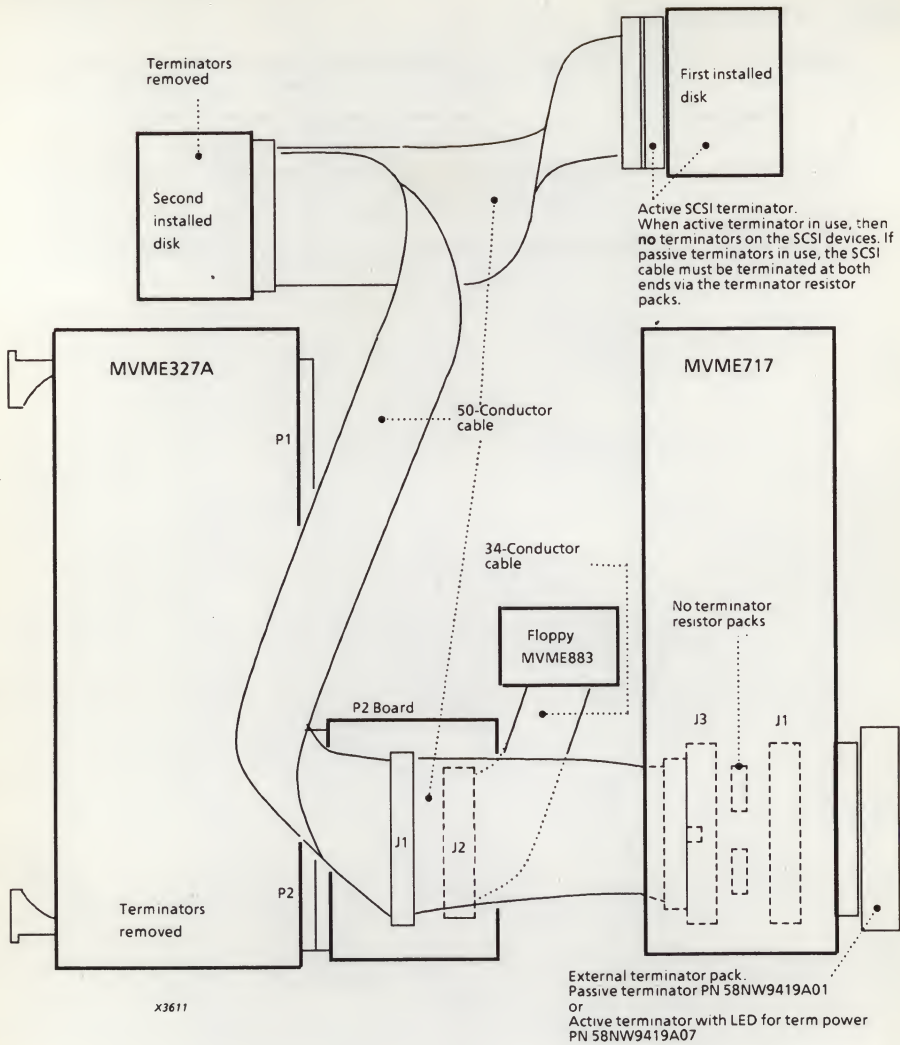 Terminators
removed
First installed
disk
Second
installed
disk
Active SCSI terminator.
When active terminator in use, then
no terminators on the SCSI devices. If
passive terminators in use, the SCSI
cable must be terminated at both
ends via the terminator resistor
packs.
MVME327A
MVME717
P1
50-Conductor
cable
34-Conductor
cable
No terminator
resistor packs
Floppy
MVME883
P2 Board
J3
J1
J1
J2
P2
Terminators
removed
External terminator pack.
Passive terminator PN 58NW9419A01
or
Active terminator with LED for term power
PN 58NW9419A07
X3611